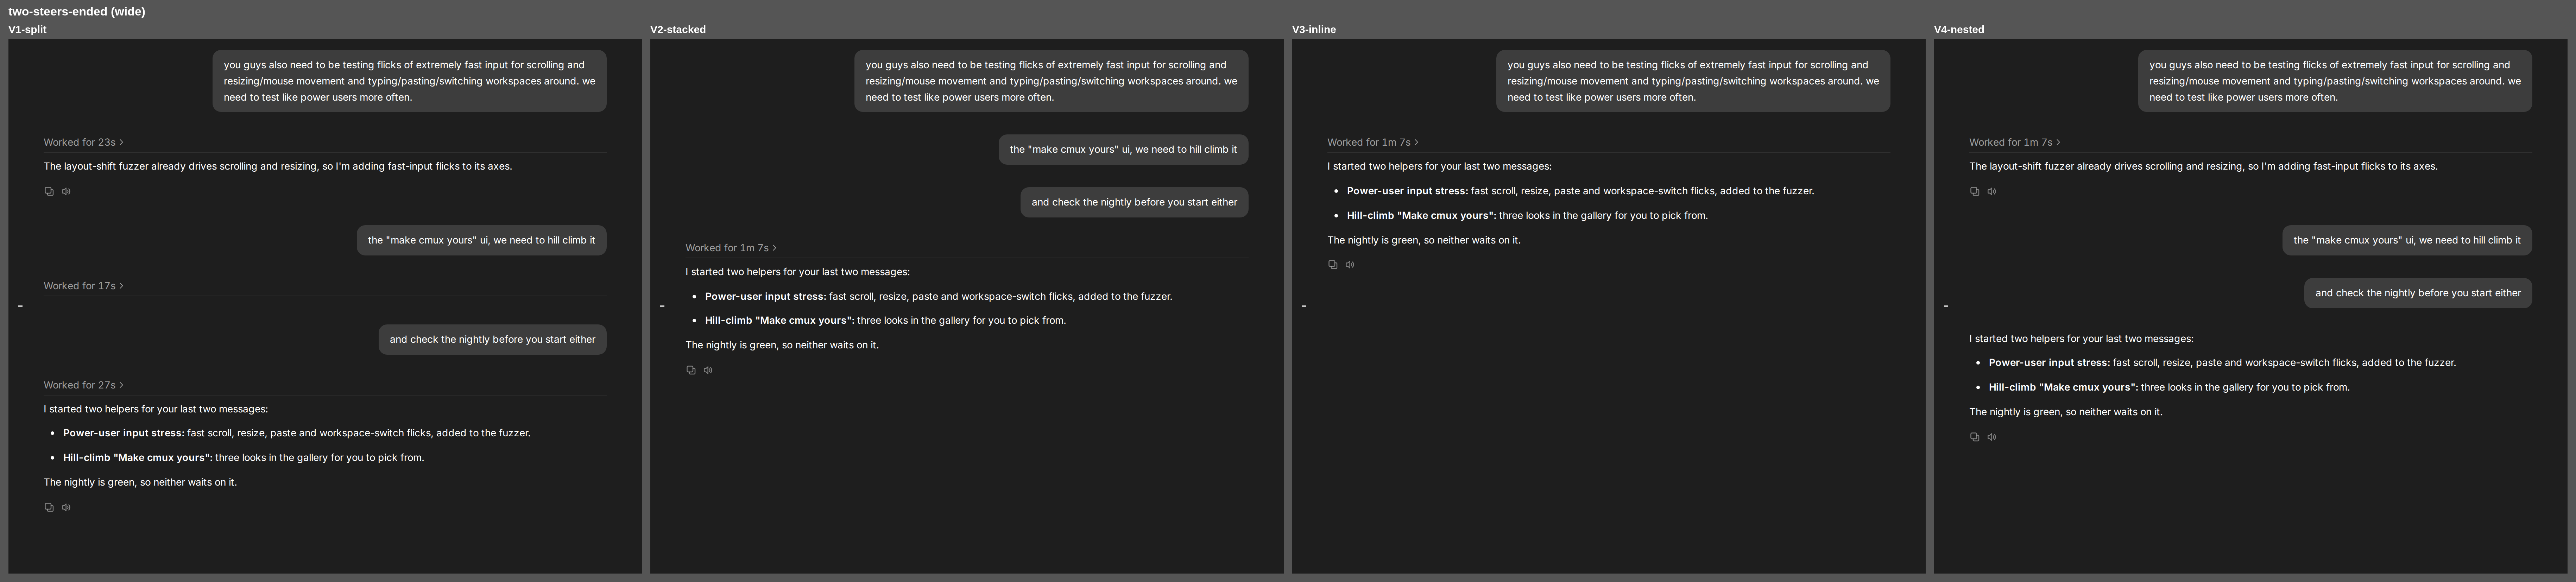 two-steers-ended (wide)
V1-split
you guys also need to be testing flicks of extremely fast input for scrolling and
resizing/mouse movement and typing/pasting/switching workspaces around. we
need to test like power users more often.
Worked for 23s >
The layout-shift fuzzer already drives scrolling and resizing, so I'm adding fast-input flicks to its axes.
the "make cmux yours" ui, we need to hill climb it
Worked for 17s >
and check the nightly before you start either
Worked for 27s >
I started two helpers for your last two messages:
• Power-user input stress: fast scroll, resize, paste and workspace-switch flicks, added to the fuzzer.
• Hill-climb "Make cmux yours": three looks in the gallery for you to pick from.
The nightly is green, so neither waits on it.
V2-stacked
you guys also need to be testing flicks of extremely fast input for scrolling and
resizing/mouse movement and typing/pasting/switching workspaces around. we
need to test like power users more often.
the "make cmux yours" ui, we need to hill climb it
and check the nightly before you start either
Worked for 1m 7s >
I started two helpers for your last two messages:
• Power-user input stress: fast scroll, resize, paste and workspace-switch flicks, added to the fuzzer.
• Hill-climb "Make cmux yours": three looks in the gallery for you to pick from.
The nightly is green, so neither waits on it.
V3-inline
you guys also need to be testing flicks of extremely fast input for scrolling and
resizing/mouse movement and typing/pasting/switching workspaces around. we
need to test like power users more often.
Worked for 1m 7s >
I started two helpers for your last two messages:
• Power-user input stress: fast scroll, resize, paste and workspace-switch flicks, added to the fuzzer.
• Hill-climb "Make cmux yours": three looks in the gallery for you to pick from.
The nightly is green, so neither waits on it.
V4-nested
you guys also need to be testing flicks of extremely fast input for scrolling and
resizing/mouse movement and typing/pasting/switching workspaces around. we
need to test like power users more often.
Worked for 1m 7s >
The layout-shift fuzzer already drives scrolling and resizing, so I'm adding fast-input flicks to its axes.
the "make cmux yours" ui, we need to hill climb it
and check the nightly before you start either
I started two helpers for your last two messages:
• Power-user input stress: fast scroll, resize, paste and workspace-switch flicks, added to the fuzzer.
• Hill-climb "Make cmux yours": three looks in the gallery for you to pick from.
The nightly is green, so neither waits on it.